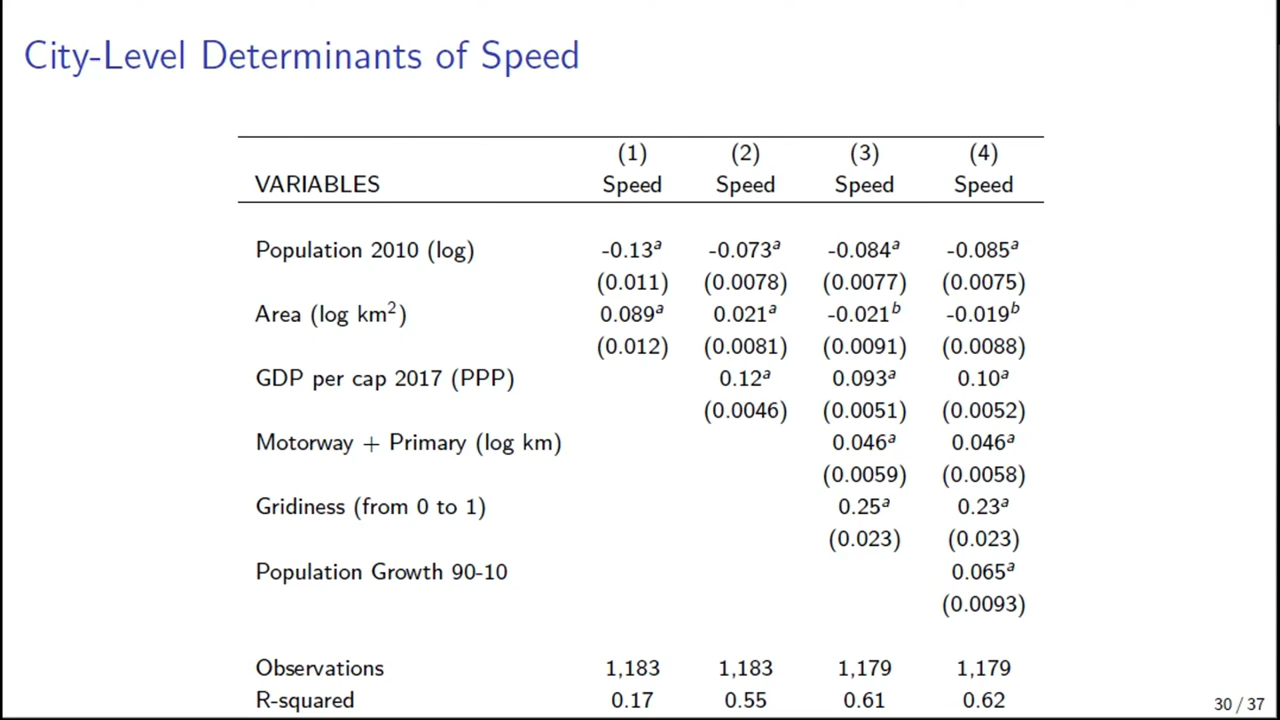 City-Level Determinants of Speed
(1) (2) (3) (4)
VARIABLES Speed Speed Speed Speed
Population 2010 (log) -0.13ᵃ -0.073ᵃ -0.084ᵃ -0.085ᵃ
(0.011) (0.0078) (0.0077) (0.0075)
Area (log km²) 0.089ᵃ 0.021ᵃ -0.021ᵇ -0.019ᵇ
(0.012) (0.0081) (0.0091) (0.0088)
GDP per cap 2017 (PPP) 0.12ᵃ 0.093ᵃ 0.10ᵃ
(0.0046) (0.0051) (0.0052)
Motorway + Primary (log km) 0.046ᵃ 0.046ᵃ
(0.0059) (0.0058)
Gridiness (from 0 to 1) 0.25ᵃ 0.23ᵃ
(0.023) (0.023)
Population Growth 90-10 0.065ᵃ
(0.0093)
Observations 1,183 1,183 1,179 1,179
R-squared 0.17 0.55 0.61 0.62
30 / 37